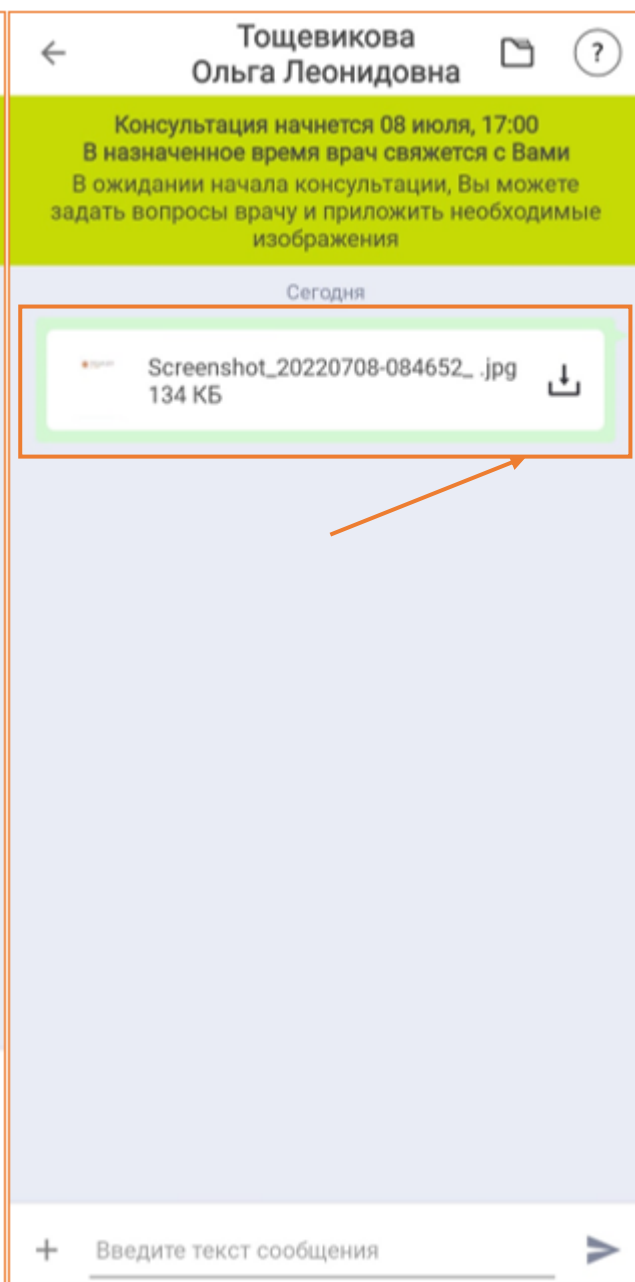 Тощевикова
Ольга Леонидовна
?
Консультация начнется 08 июля, 17:00
В назначенное время врач свяжется с Вами
В ожидании начала консультации, Вы можете
задать вопросы врачу и приложить необходимые
изображения
Сегодня
Screenshot_20220708-084652_ .jpg
134 КБ
Введите текст сообщения